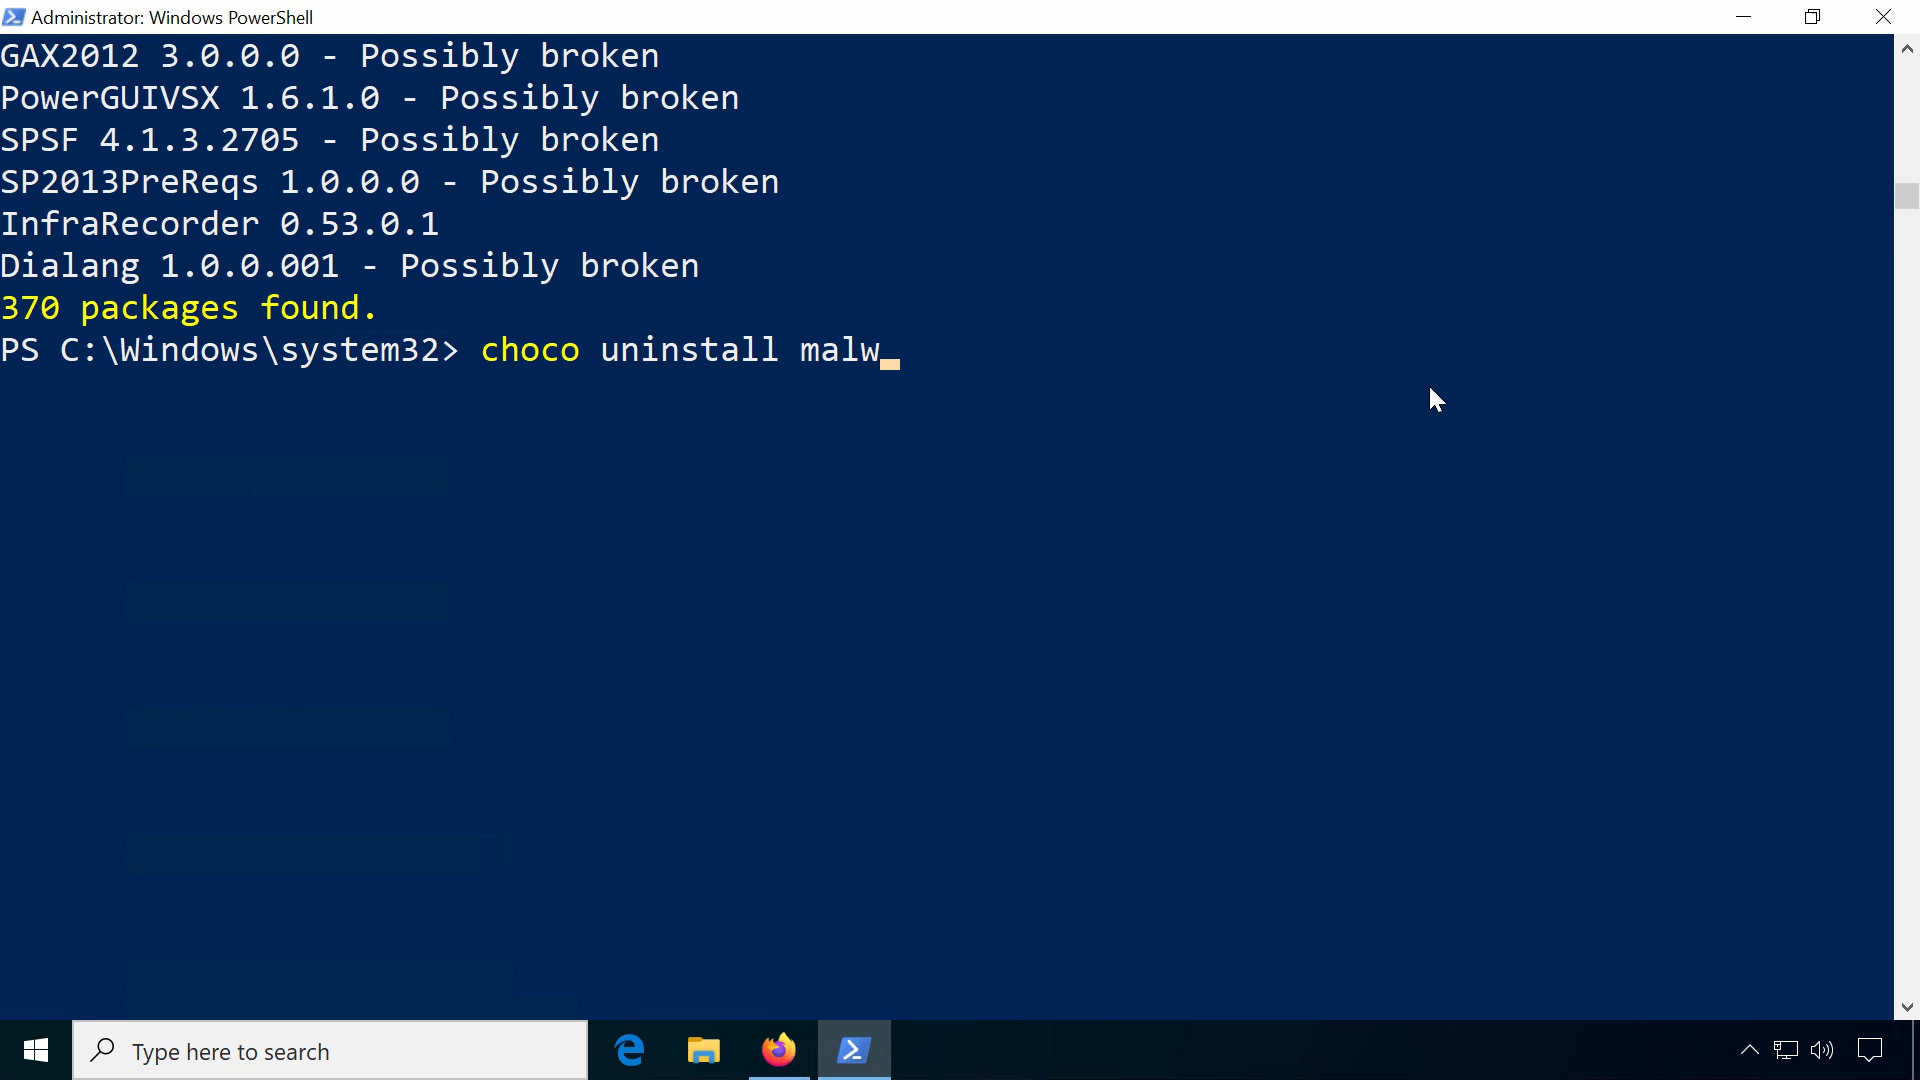 Administrator: Windows PowerShell
GAX2012 3.0.0.0 - Possibly broken
PowerGUIVSX 1.6.1.0 - Possibly broken
SPSF 4.1.3.2705 - Possibly broken
SP2013PreReqs 1.0.0.0 - Possibly broken
InfraRecorder 0.53.0.1
Dialang 1.0.0.001 - Possibly broken
370 packages found.
PS C:\Windows\system32> choco uninstall malw_
Type here to search